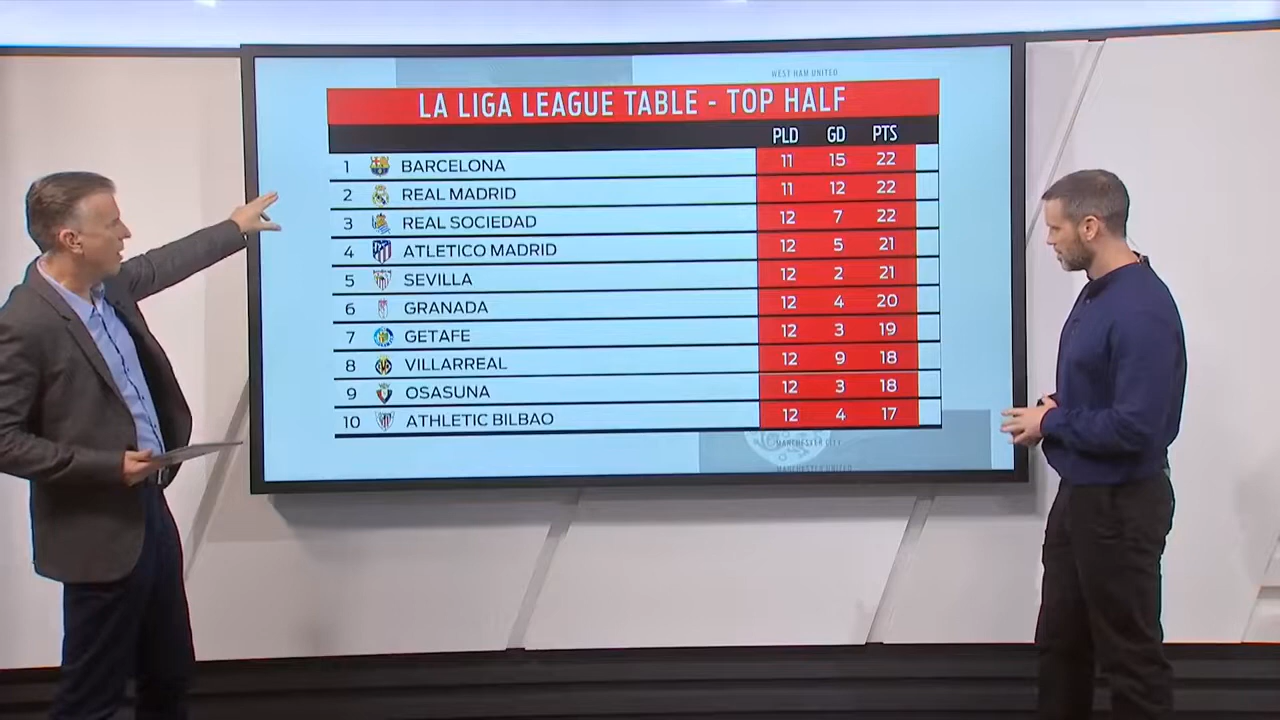 WEST HAM UNITED
LA LIGA LEAGUE TABLE - TOP HALF
PLD GD PTS
1 BARCELONA 11 15 22
2 REAL MADRID 11 12 22
3 REAL SOCIEDAD 12 7 22
4 ATLETICO MADRID 12 5 21
5 SEVILLA 12 2 21
6 GRANADA 12 4 20
7 GETAFE 12 3 19
8 VILLARREAL 12 9 18
9 OSASUNA 12 3 18
10 ATHLETIC BILBAO 12 4 17
MANCHESTER CITY
MANCHESTER UNITED